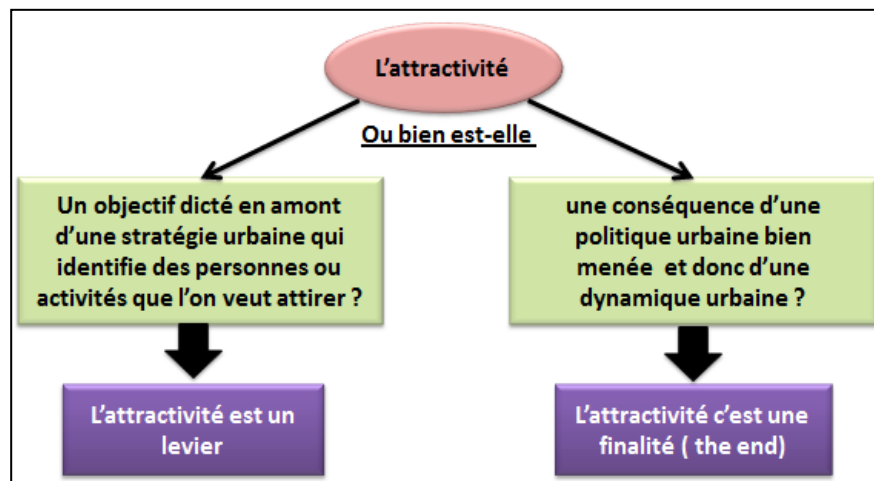 L'attractivité
Ou bien est-elle
Un objectif dicté en amont
d'une stratégie urbaine qui
identifie des personnes ou
activités que l'on veut attirer ?
une conséquence d'une
politique urbaine bien
menée et donc d'une
dynamique urbaine ?
L'attractivité est un
levier
L'attractivité c'est une
finalité ( the end)